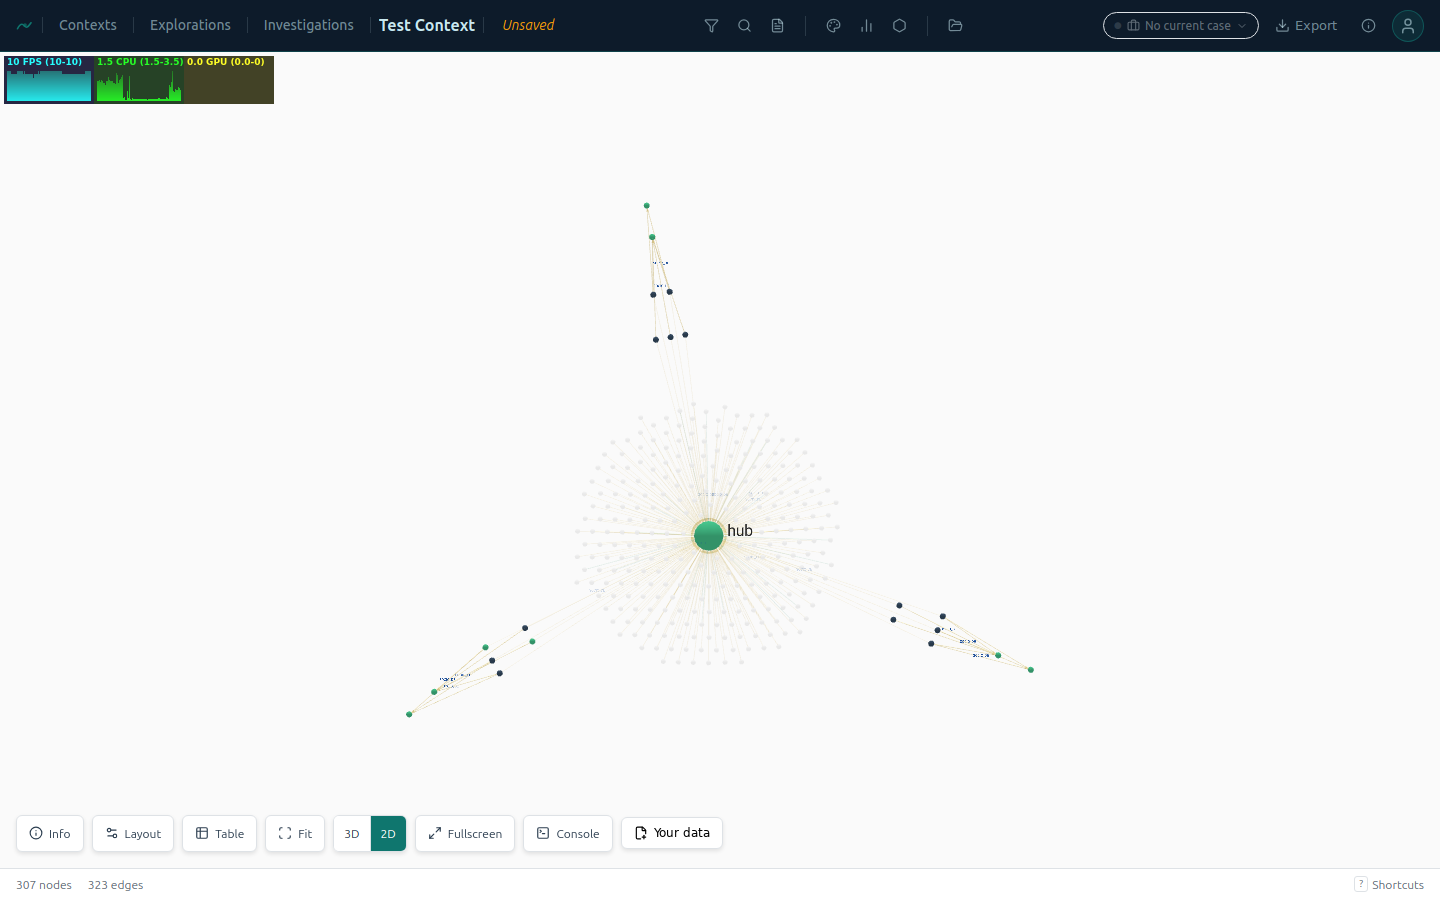 Contexts
Explorations
Investigations
Test Context
Unsaved
No current case
Export
10 FPS (10-10)
1.5 CPU (1.5-3.5)
0.0 GPU (0.0-0)
hub
Info
Layout
Table
Fit
3D
2D
Fullscreen
Console
Your data
307 nodes
323 edges
? Shortcuts